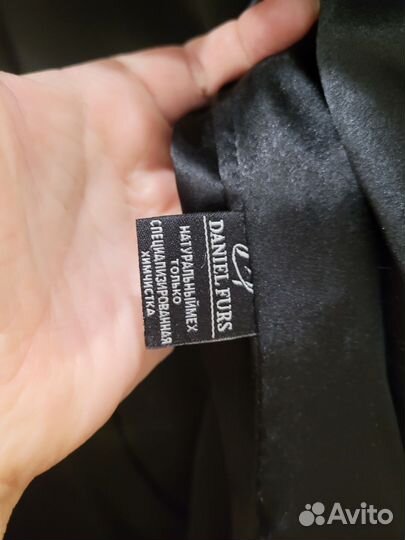 DANIEL FURS
НАТУРАЛЬНЫЙМЕХ
ТОЛЬКО
СПЕЦИАЛИЗИРОВАННАЯ
ХИМЧИСТКА
Avito